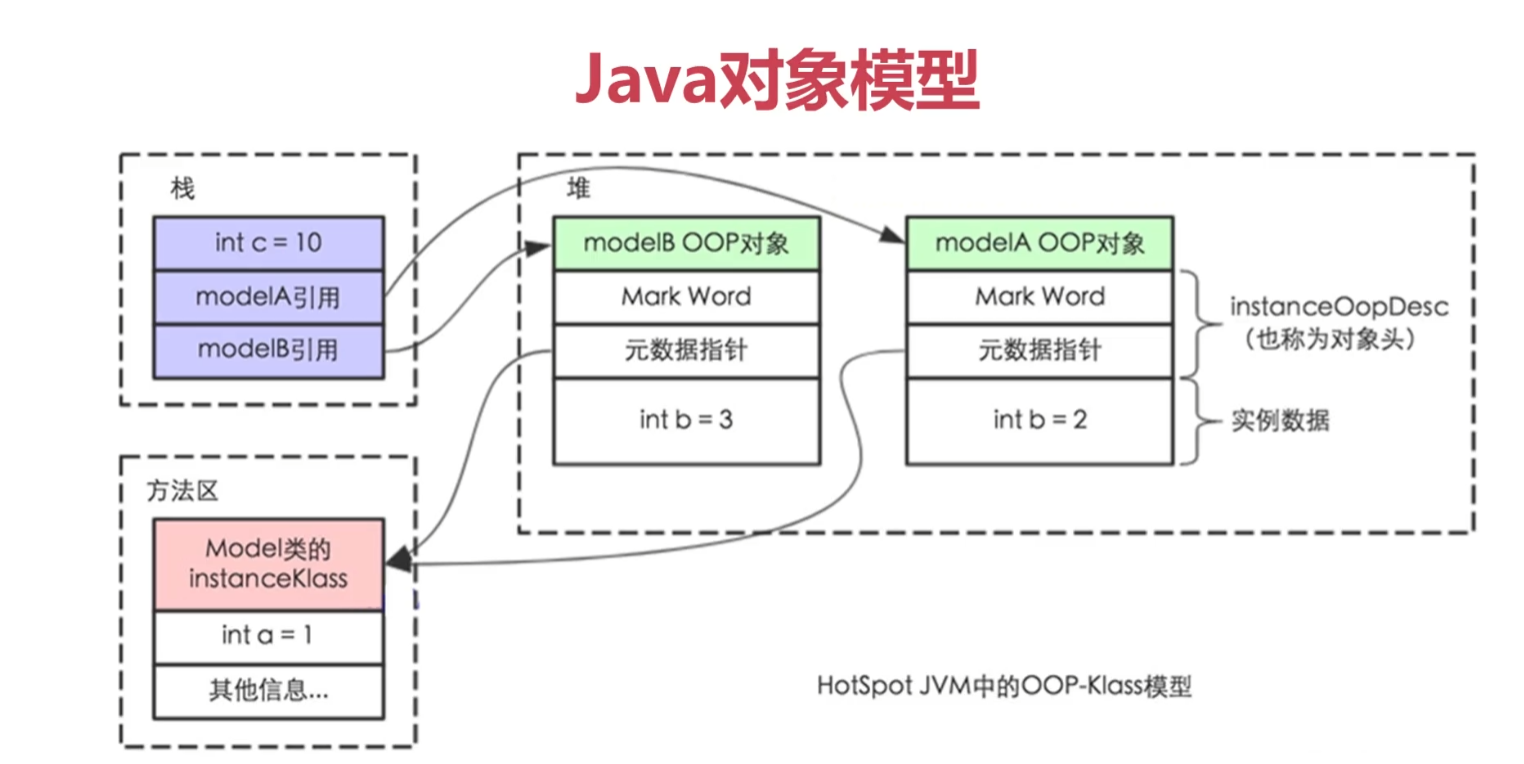 Java对象模型
栈
int c = 10
modelA引用
modelB引用
堆
modelB OOP对象
Mark Word
元数据指针
int b = 3
modelA OOP对象
Mark Word
元数据指针
int b = 2
instanceOopDesc
（也称为对象头）
实例数据
方法区
Model类的
instanceKlass
int a = 1
其他信息...
HotSpot JVM中的OOP-Klass模型